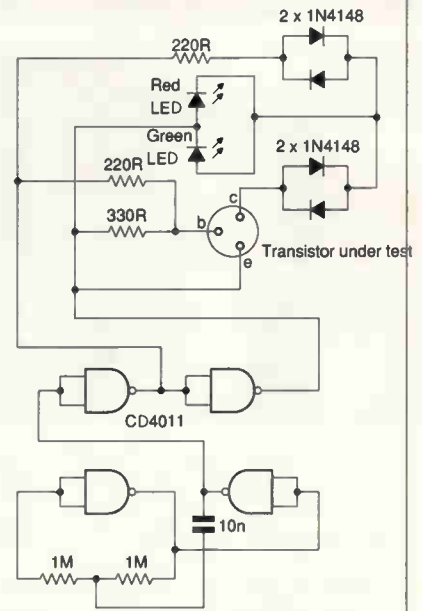 2 x 1N4148
220R
Red
LED
Green
LED
2 x 1N4148
220R
330R
c
b
e
Transistor under test
CD4011
10n
1M
1M